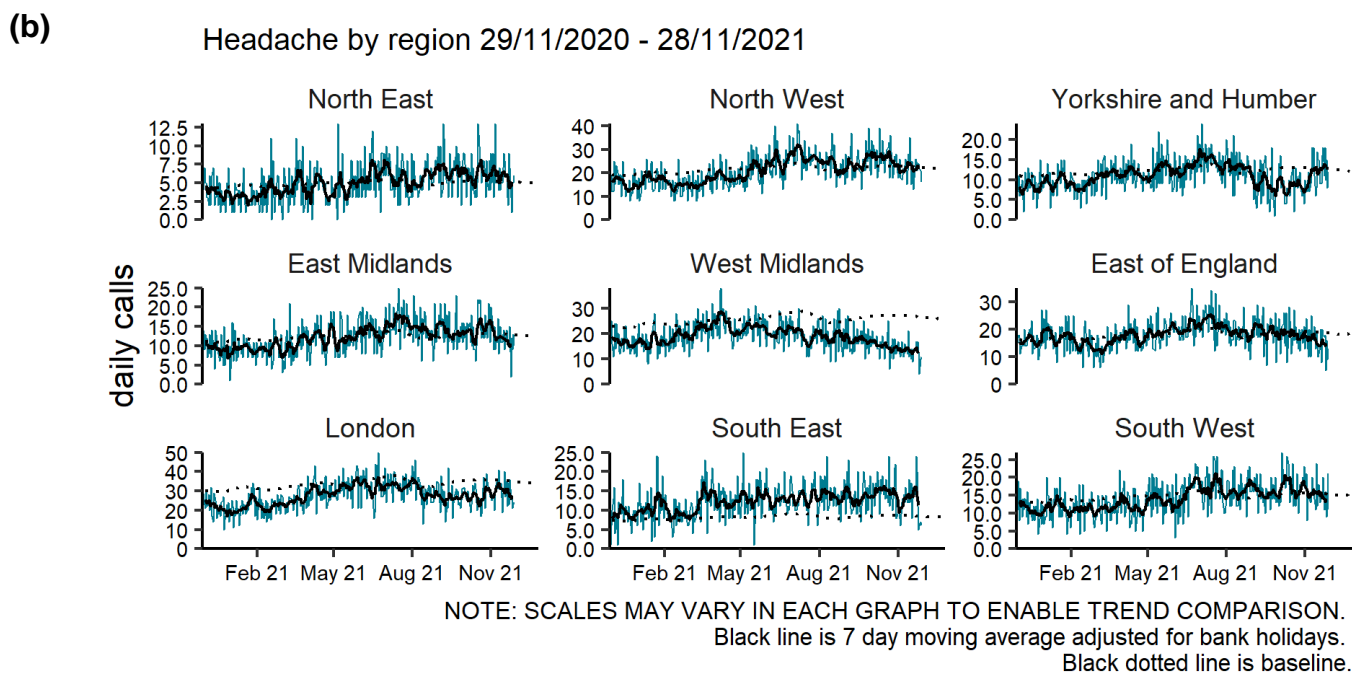 (b)
Headache by region 29/11/2020 - 28/11/2021
North East
North West
Yorkshire and Humber
12.5
10.0
7.5
5.0
2.5
0.0
40
30
20
10
0
20.0
15.0
10.0
5.0
0.0
East Midlands
West Midlands
East of England
daily calls
25.0
20.0
15.0
10.0
5.0
0.0
30
20
10
0
30
20
10
0
London
South East
South West
50
40
30
20
10
0
25.0
20.0
15.0
10.0
5.0
0.0
25.0
20.0
15.0
10.0
5.0
0.0
Feb 21 May 21 Aug 21 Nov 21
Feb 21 May 21 Aug 21 Nov 21
Feb 21 May 21 Aug 21 Nov 21
NOTE: SCALES MAY VARY IN EACH GRAPH TO ENABLE TREND COMPARISON.
Black line is 7 day moving average adjusted for bank holidays.
Black dotted line is baseline.